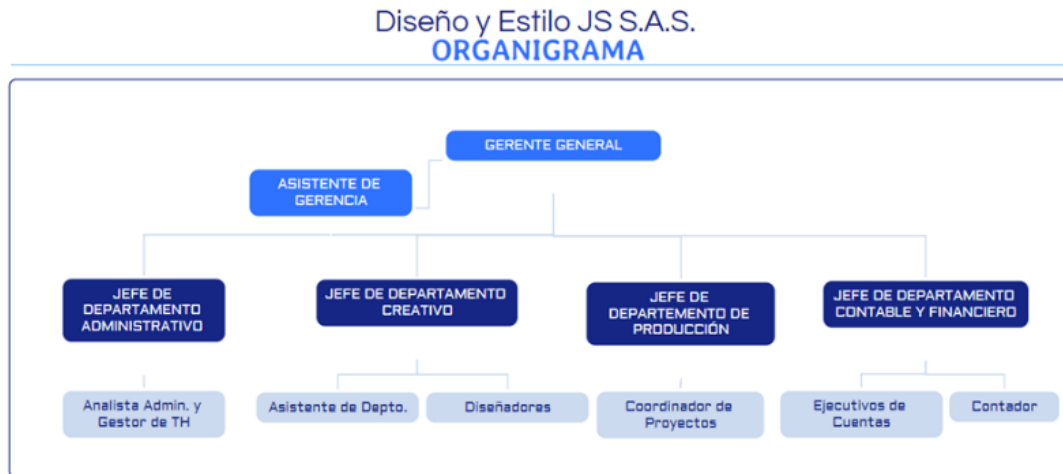 Diseño y Estilo JS S.A.S.
ORGANIGRAMA
GERENTE GENERAL
ASISTENTE DE
GERENCIA
JEFE DE
DEPARTAMENTO
ADMINISTRATIVO
JEFE DE DEPARTAMENTO
CREATIVO
JEFE DE
DEPARTEMENTO DE
PRODUCCIÓN
JEFE DE DEPARTAMENTO
CONTABLE Y FINANCIERO
Analista Admin. y
Gestor de TH
Asistente de Depto.
Diseñadores
Coordinador de
Proyectos
Ejecutivos de
Cuentas
Contador